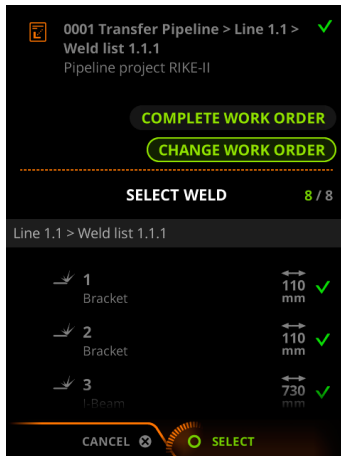 0001 Transfer Pipeline > Line 1.1 >
Weld list 1.1.1
Pipeline project RIKE-II
COMPLETE WORK ORDER
CHANGE WORK ORDER
SELECT WELD 8 / 8
Line 1.1 > Weld list 1.1.1
1 110
Bracket mm
2 110
Bracket mm
3 730
I-Beam mm
CANCEL SELECT